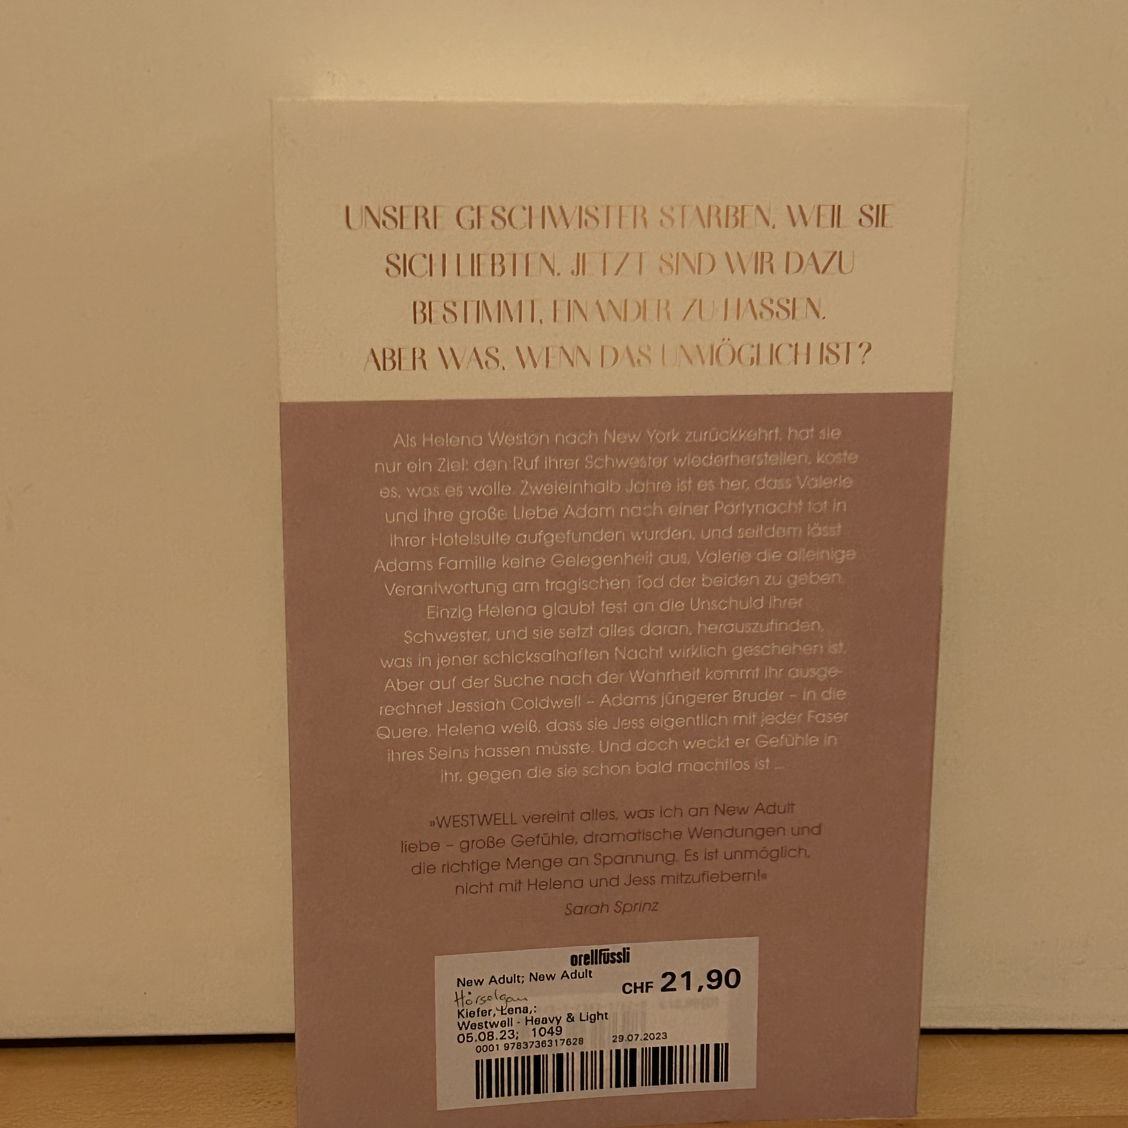 UNSERE GESCHWISTER STARBEN, WEIL SIE
SICH LIEBTEN. JETZT SIND WIR DAZU
BESTIMMT, EINANDER ZU HASSEN.
ABER WAS, WENN DAS UNMÖGLICH IST?
Als Helena Weston nach New York zurückkehrt, hat sie
nur ein Ziel: den Ruf ihrer Schwester wiederherstellen, koste
es, was es wolle. Zweieinhalb Jahre ist es her, dass Valerie
und ihre große Liebe Adam nach einer Partynacht tot in
ihrer Hotelsuite aufgefunden wurden, und seitdem lässt
Adams Familie keine Gelegenheit aus, Valerie die alleinige
Verantwortung am tragischen Tod der beiden zu geben.
Einzig Helena glaubt fest an die Unschuld ihrer
Schwester, und sie setzt alles daran, herauszufinden,
was in jener schicksalhaften Nacht wirklich geschehen ist.
Aber auf der Suche nach der Wahrheit kommt ihr ausge-
rechnet Jessiah Coldwell – Adams jüngerer Bruder – in die
Quere. Helena weiß, dass sie Jess eigentlich mit jeder Faser
ihres Seins hassen müsste. Und doch weckt er Gefühle in
ihr, gegen die sie schon bald machtlos ist ...
»WESTWELL vereint alles, was ich an New Adult
liebe – große Gefühle, dramatische Wendungen und
die richtige Menge an Spannung. Es ist unmöglich,
nicht mit Helena und Jess mitzufiebern!«
Sarah Sprinz
orellfüssli
New Adult; New Adult
CHF 21,90
Kiefer, Lena,:
Westwell - Heavy & Light
05.08.23; 1049
0001 9783736317628 29.07.2023